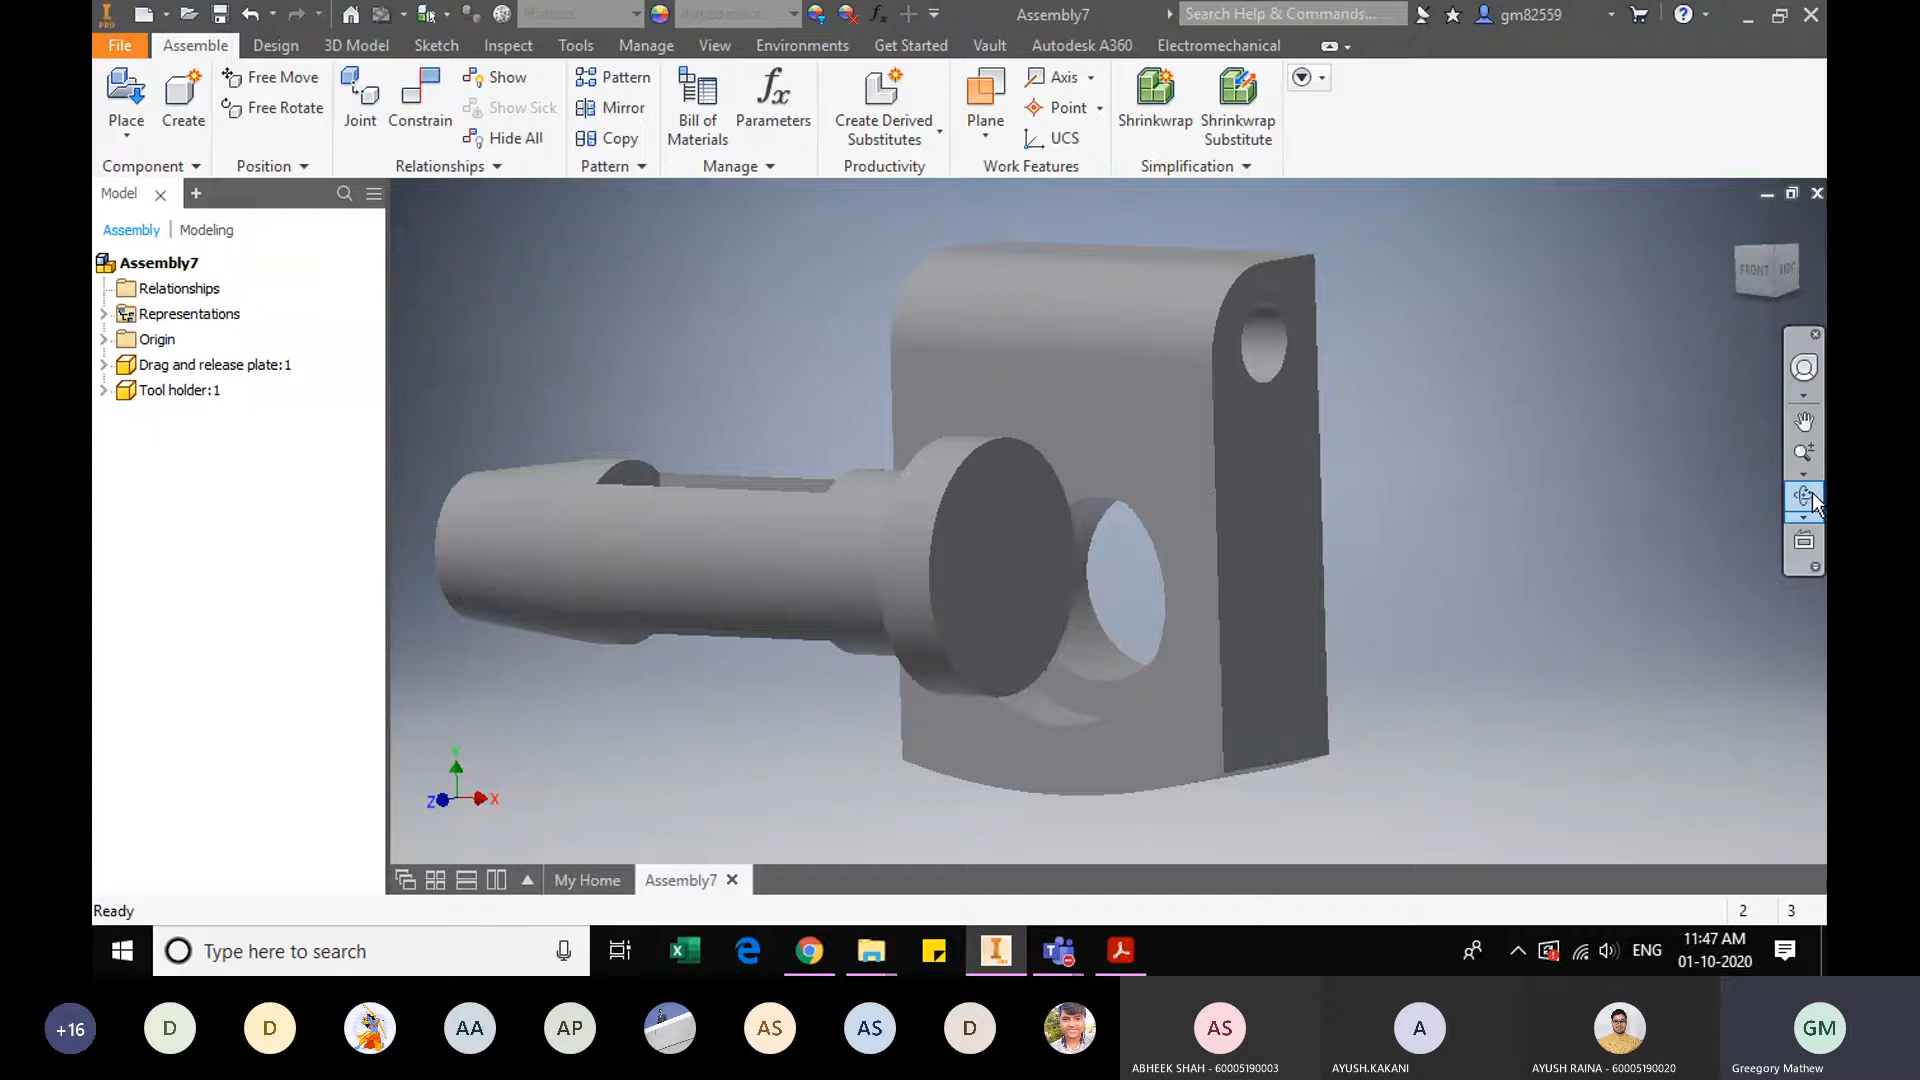 PRO
Assembly7
Search Help & Commands...
gm82559
File Assemble Design 3D Model Sketch Inspect Tools Manage View Environments Get Started Vault Autodesk A360 Electromechanical
Place Create Free Move Free Rotate
Joint Constrain Show Show Sick Hide All
Pattern Mirror Copy
Bill of Materials fx Parameters
Create Derived Substitutes
Plane Axis Point UCS
Shrinkwrap Shrinkwrap Substitute
Component Position Relationships Pattern Manage Productivity Work Features Simplification
Model
Assembly | Modeling
Assembly7
Relationships
Representations
Origin
Drag and release plate:1
Tool holder:1
FRONT
Y
Z X
My Home Assembly7
Ready 2 3
Type here to search
ENG
11:47 AM
01-10-2020
+16 D D AA AP AS AS D AS A GM
ABHEEK SHAH - 60005190003 AYUSH.KAKANI AYUSH RAINA - 60005190020 Greegory Mathew